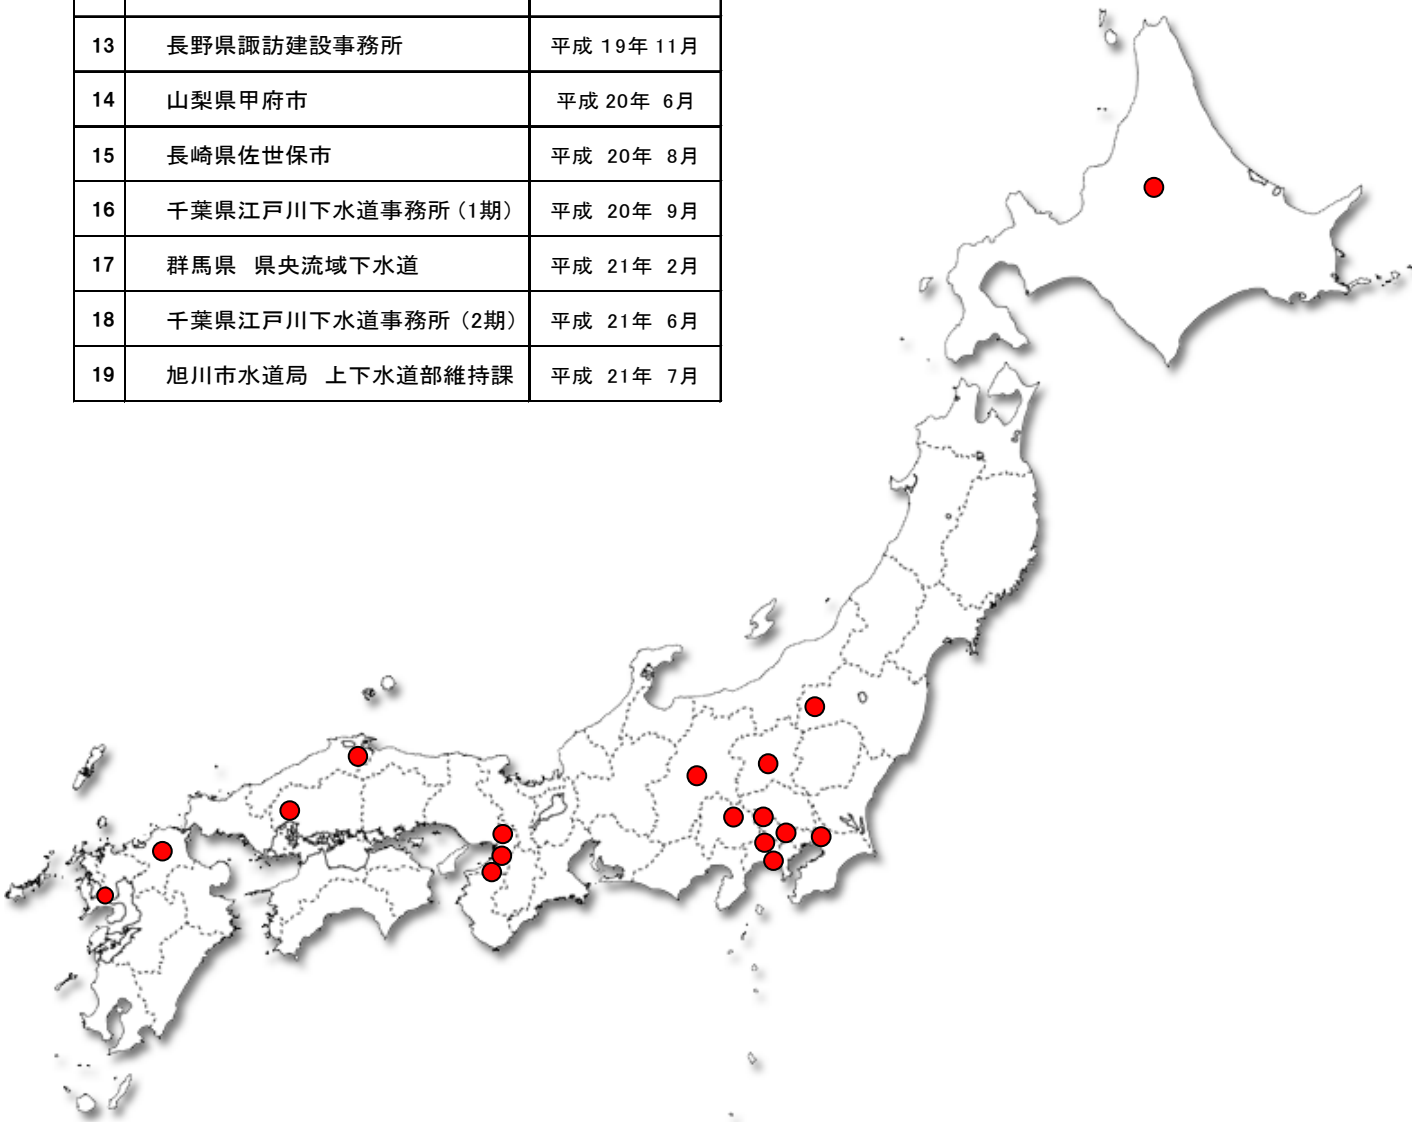 13 長野県諏訪建設事務所 平成 19年 11月
14 山梨県甲府市 平成 20年 6月
15 長崎県佐世保市 平成 20年 8月
16 千葉県江戸川下水道事務所（1期） 平成 20年 9月
17 群馬県 県央流域下水道 平成 21年 2月
18 千葉県江戸川下水道事務所（2期） 平成 21年 6月
19 旭川市水道局 上下水道部維持課 平成 21年 7月